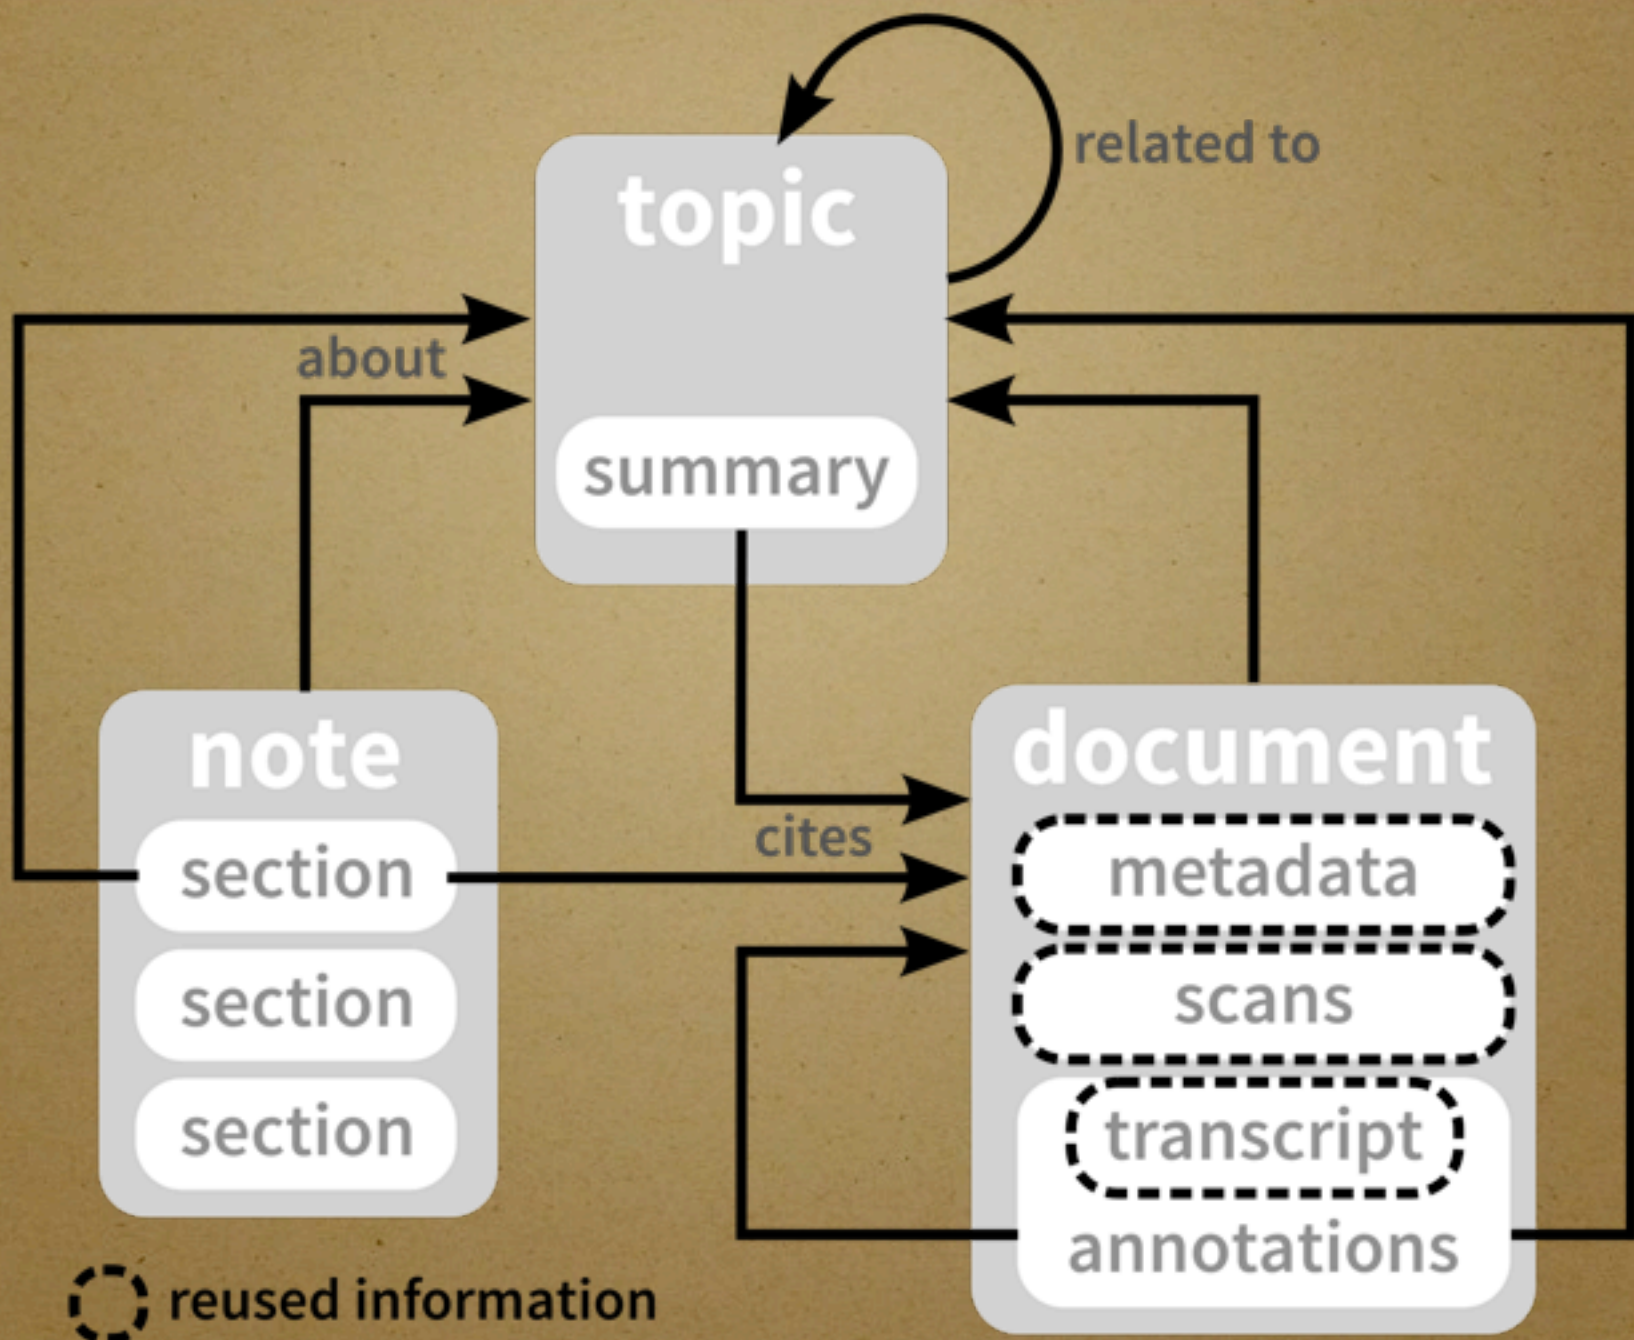 related to
topic
about
summary
note
document
cites
section
metadata
section
scans
section
transcript
annotations
reused information